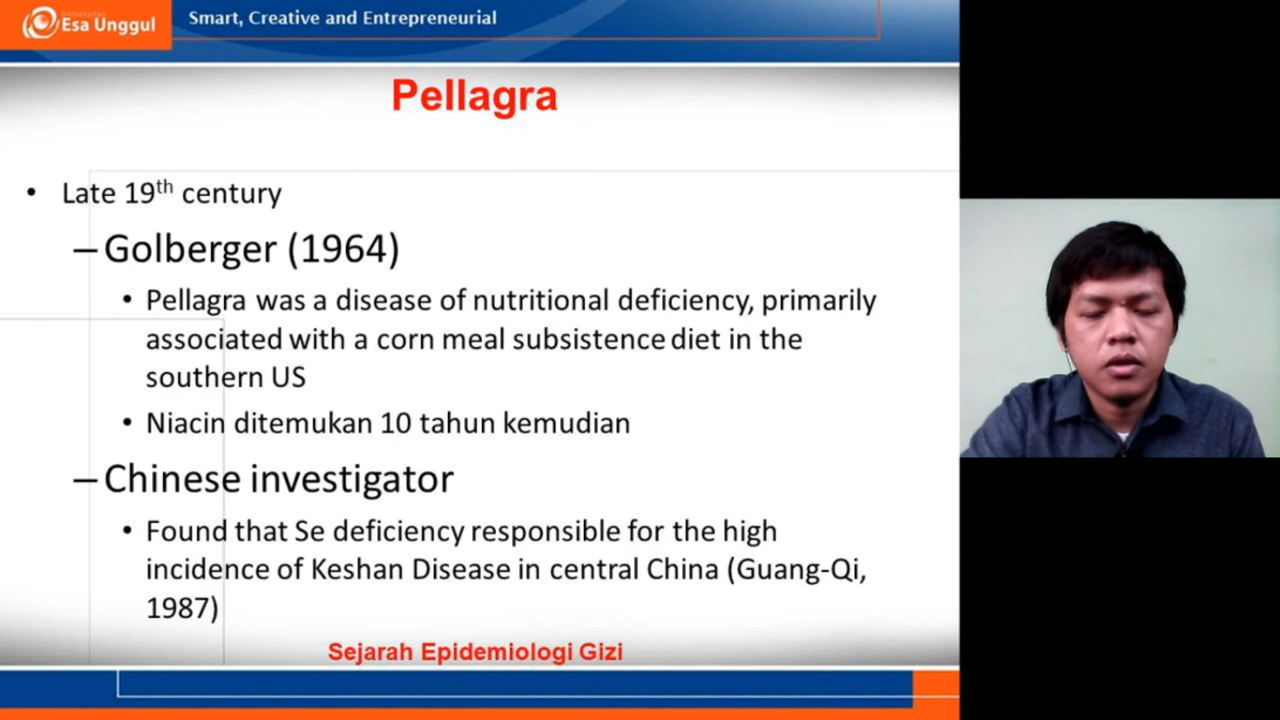 Universitas
Esa Unggul
Smart, Creative and Entrepreneurial
Pellagra
• Late 19th century
– Golberger (1964)
• Pellagra was a disease of nutritional deficiency, primarily
associated with a corn meal subsistence diet in the
southern US
• Niacin ditemukan 10 tahun kemudian
– Chinese investigator
• Found that Se deficiency responsible for the high
incidence of Keshan Disease in central China (Guang-Qi,
1987)
Sejarah Epidemiologi Gizi